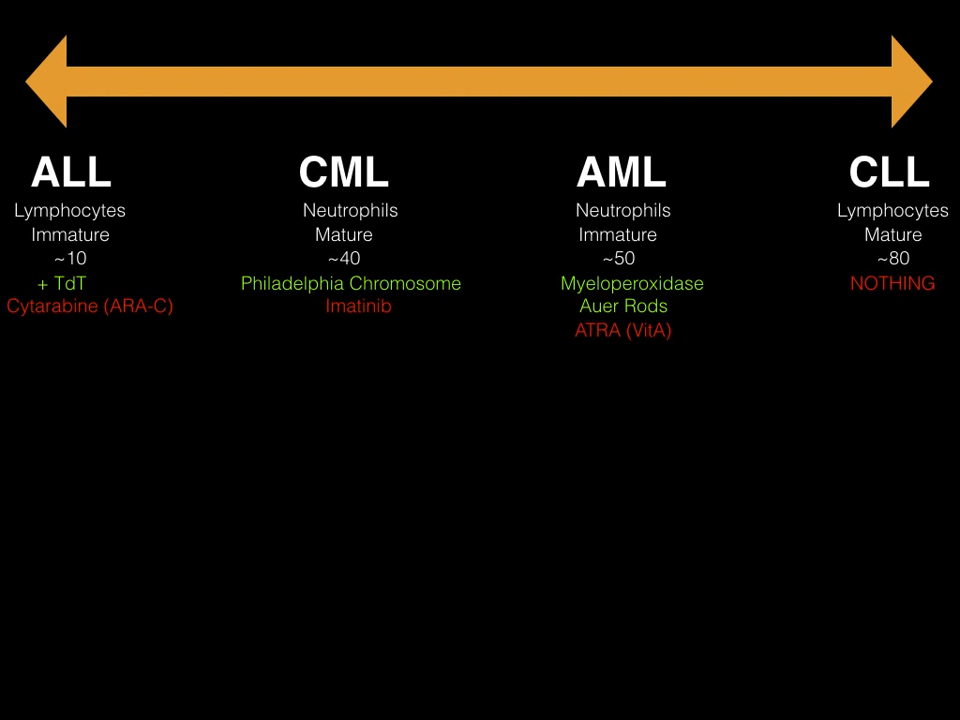 ALL CML AML CLL
Lymphocytes Neutrophils Neutrophils Lymphocytes
Immature Mature Immature Mature
~10 ~40 ~50 ~80
+ TdT Philadelphia Chromosome Myeloperoxidase NOTHING
Cytarabine (ARA-C) Imatinib Auer Rods
ATRA (VitA)